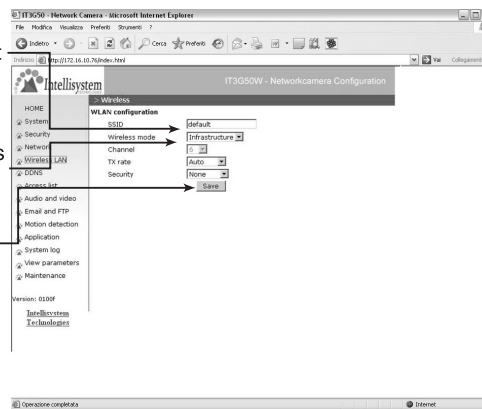 IT3G50 - Network Camera - Microsoft Internet Explorer
File Modifica Visualizza Preferiti Strumenti ?
Indietro Cerca Preferiti
Indirizzo http://172.16.10.76/index.html Vai Collegamenti
Intellisystem IT3G50W - Networkcamera Configuration
> Wireless
HOME
System
Security
Network
Wireless LAN
DDNS
Access list
Audio and video
Email and FTP
Motion detection
Application
System log
View parameters
Maintenance
Version: 0100f
Intellisystem
Technologies
WLAN configuration
SSID default
Wireless mode Infrastructure
Channel 6
TX rate Auto
Security None
Save
Operazione completata Internet